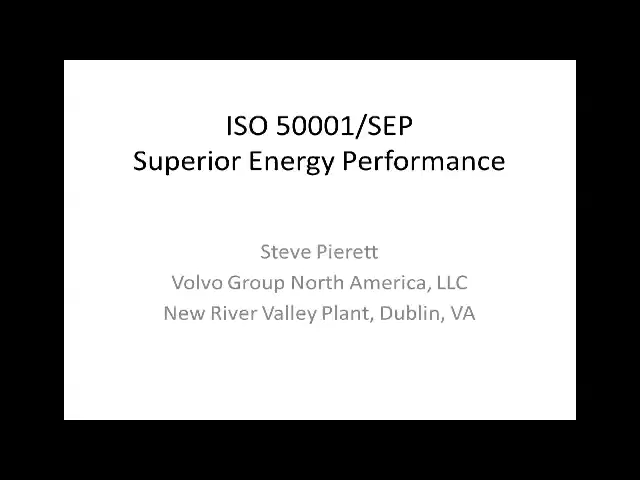 ISO 50001/SEP
Superior Energy Performance
Steve Pierett
Volvo Group North America, LLC
New River Valley Plant, Dublin, VA